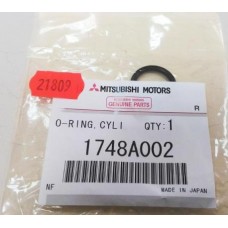 21809
MITSUBISHI MOTORS
GENUINE PARTS
R
O-RING, CYLI QTY:1
1748A002
NF MADE IN JAPAN